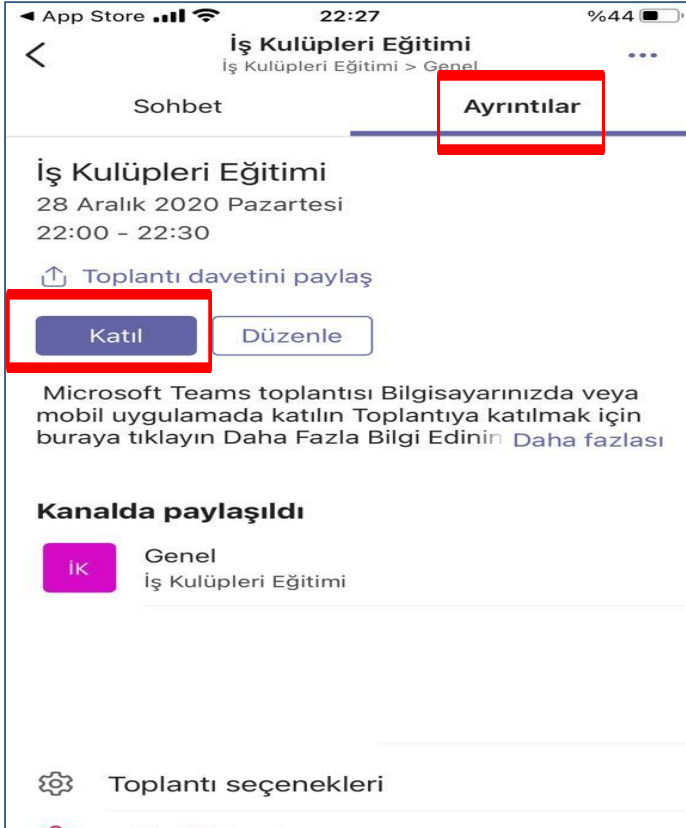 ◄ App Store 22:27 %44
İş Kulüpleri Eğitimi
İş Kulüpleri Eğitimi > Genel
Sohbet Ayrıntılar
İş Kulüpleri Eğitimi
28 Aralık 2020 Pazartesi
22:00 - 22:30
Toplantı davetini paylaş
Katıl Düzenle
Microsoft Teams toplantısı Bilgisayarınızda veya
mobil uygulamada katılın Toplantıya katılmak için
buraya tıklayın Daha Fazla Bilgi Edinin Daha fazlası
Kanalda paylaşıldı
İK
Genel
İş Kulüpleri Eğitimi
Toplantı seçenekleri